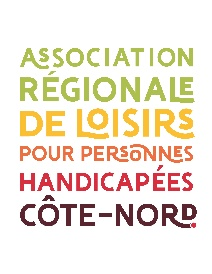 ASSOCIATION
RÉGIONALE
DE LOISIRS
POUR PERSONNES
HANDICAPÉES
CÔTE-NORD